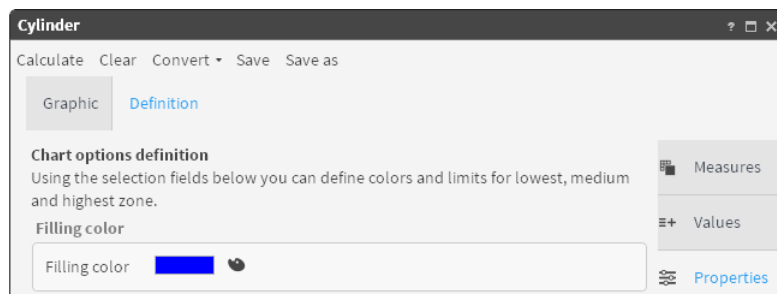 Cylinder ?
Calculate Clear Convert Save Save as
Graphic Definition
Chart options definition
Using the selection fields below you can define colors and limits for lowest, medium
and highest zone.
Filling color
Filling color
Measures
Values
Properties